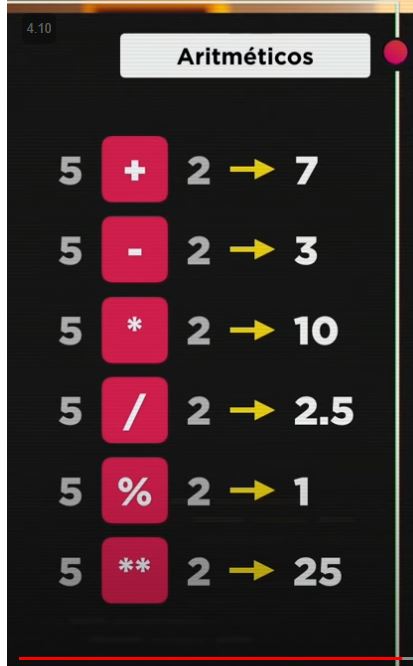 4.10
Aritméticos
5 + 2 → 7
5 - 2 → 3
5 * 2 → 10
5 / 2 → 2.5
5 % 2 → 1
5 ** 2 → 25